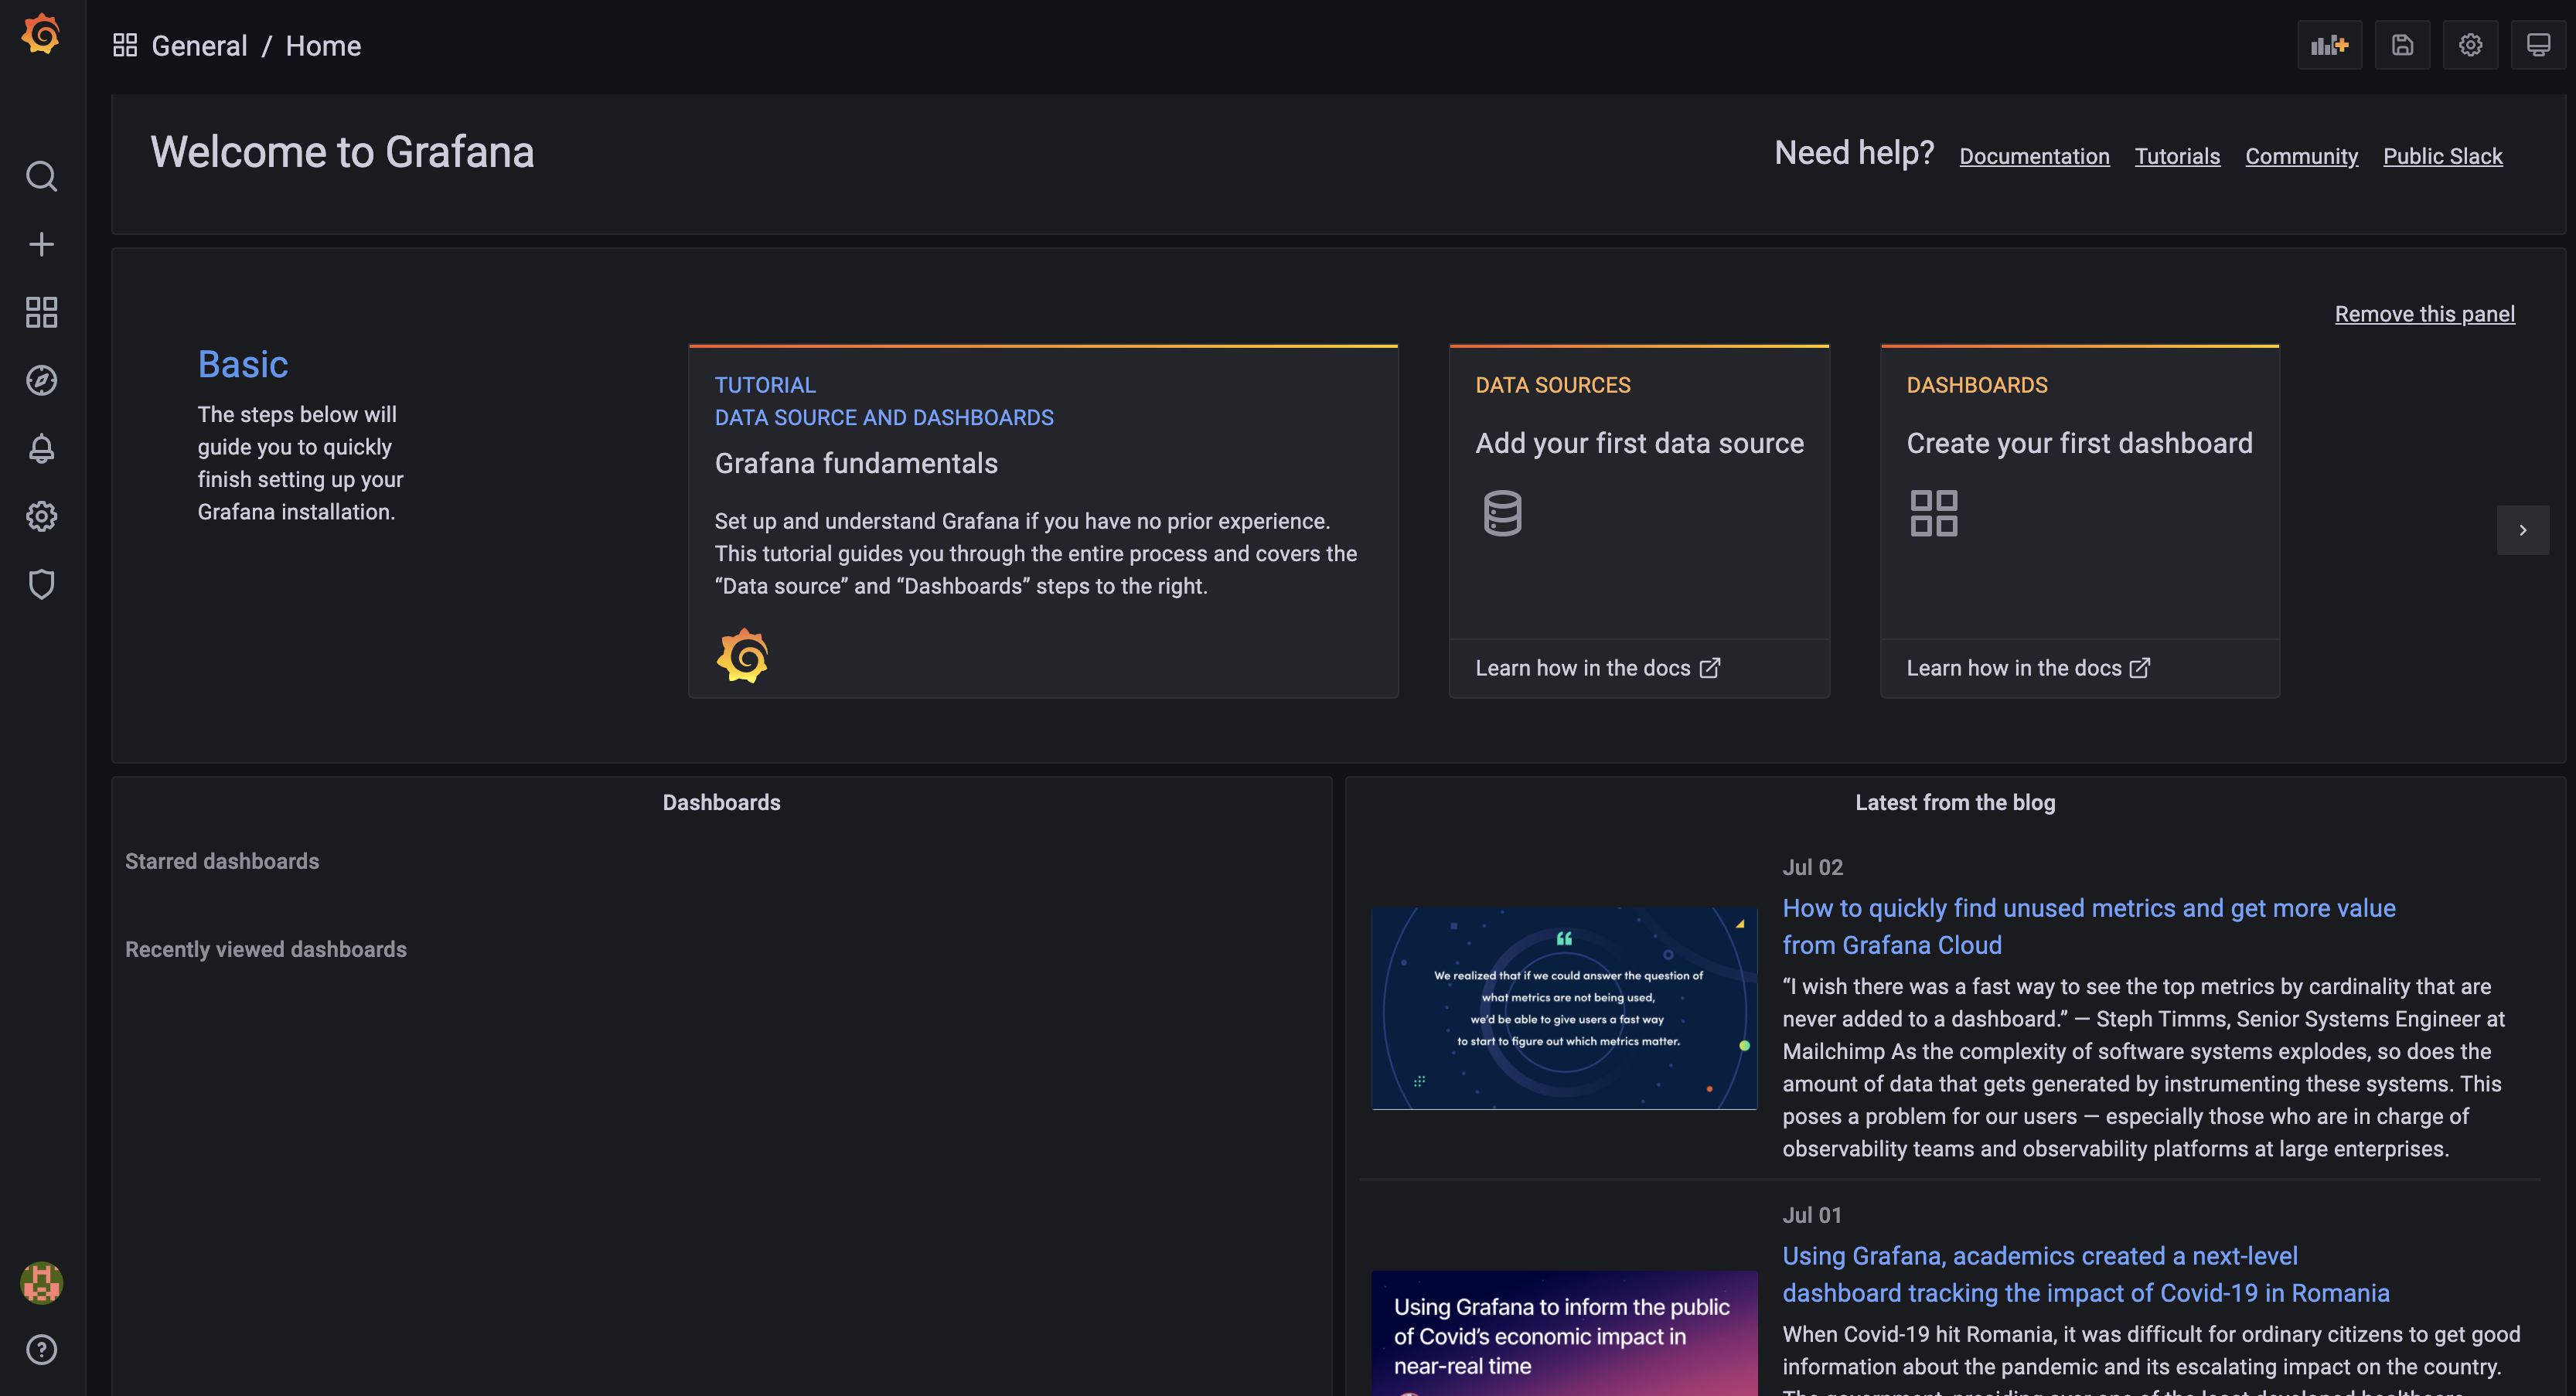 General / Home
Welcome to Grafana
Need help? Documentation Tutorials Community Public Slack
Remove this panel
Basic
The steps below will
guide you to quickly
finish setting up your
Grafana installation.
TUTORIAL
DATA SOURCE AND DASHBOARDS
Grafana fundamentals
Set up and understand Grafana if you have no prior experience.
This tutorial guides you through the entire process and covers the
“Data source” and “Dashboards” steps to the right.
DATA SOURCES
Add your first data source
Learn how in the docs
DASHBOARDS
Create your first dashboard
Learn how in the docs
Dashboards
Starred dashboards
Recently viewed dashboards
Latest from the blog
“
We realized that if we could answer the question of
what metrics are not being used,
we'd be able to give users a fast way
to start to figure out which metrics matter.
Jul 02
How to quickly find unused metrics and get more value
from Grafana Cloud
“I wish there was a fast way to see the top metrics by cardinality that are
never added to a dashboard.” — Steph Timms, Senior Systems Engineer at
Mailchimp As the complexity of software systems explodes, so does the
amount of data that gets generated by instrumenting these systems. This
poses a problem for our users — especially those who are in charge of
observability teams and observability platforms at large enterprises.
Using Grafana to inform the public
of Covid's economic impact in
near-real time
Jul 01
Using Grafana, academics created a next-level
dashboard tracking the impact of Covid-19 in Romania
When Covid-19 hit Romania, it was difficult for ordinary citizens to get good
information about the pandemic and its escalating impact on the country.